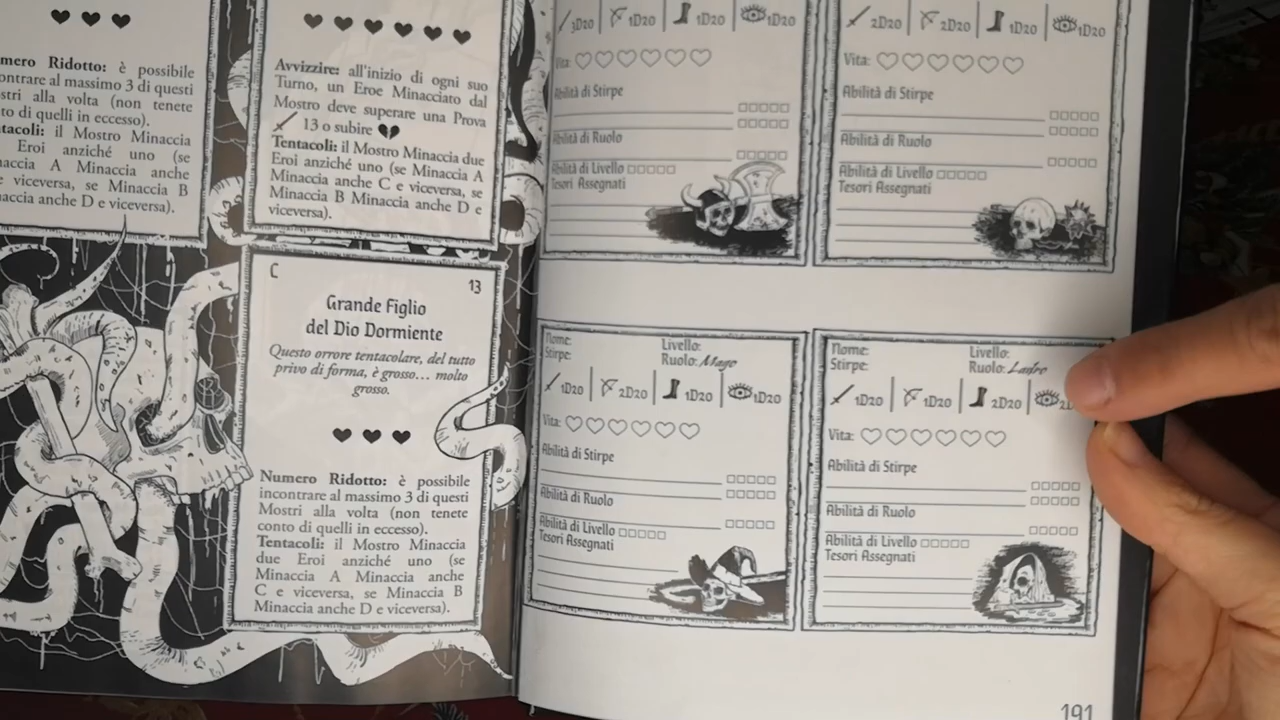 mero Ridotto: è possibile
contrare al massimo 3 di questi
stri alla volta (non tenete
to di quelli in eccesso).
tacoli: il Mostro Minaccia
Eroi anziché uno (se
naccia A Minaccia anche
e viceversa, se Minaccia B
naccia anche D e viceversa).
Avvizzire: all'inizio di ogni suo
Turno, un Eroe Minacciato dal
Mostro deve superare una Prova
13 o subire
Tentacoli: il Mostro Minaccia due
Eroi anziché uno (se Minaccia A
Minaccia anche C e viceversa, se
Minaccia B Minaccia anche D e
viceversa).
C
13
Grande Figlio
del Dio Dormiente
Questo orrore tentacolare, del tutto
privo di forma, è grosso... molto
grosso.
Numero Ridotto: è possibile
incontrare al massimo 3 di questi
Mostri alla volta (non tenete
conto di quelli in eccesso).
Tentacoli: il Mostro Minaccia
due Eroi anziché uno (se
Minaccia A Minaccia anche
C e viceversa, se Minaccia B
Minaccia anche D e viceversa).
3D20 1D20 1D20 1D20
Vita:
Abilità di Stirpe
Abilità di Ruolo
Abilità di Livello
Tesori Assegnati
2D20 2D20 1D20 1D20
Vita:
Abilità di Stirpe
Abilità di Ruolo
Abilità di Livello
Tesori Assegnati
Nome: Livello:
Stirpe: Ruolo: Mago
1D20 2D20 1D20 1D20
Vita:
Abilità di Stirpe
Abilità di Ruolo
Abilità di Livello
Tesori Assegnati
Nome: Livello:
Stirpe: Ruolo: Ladro
1D20 1D20 2D20
Vita:
Abilità di Stirpe
Abilità di Ruolo
Abilità di Livello
Tesori Assegnati
191